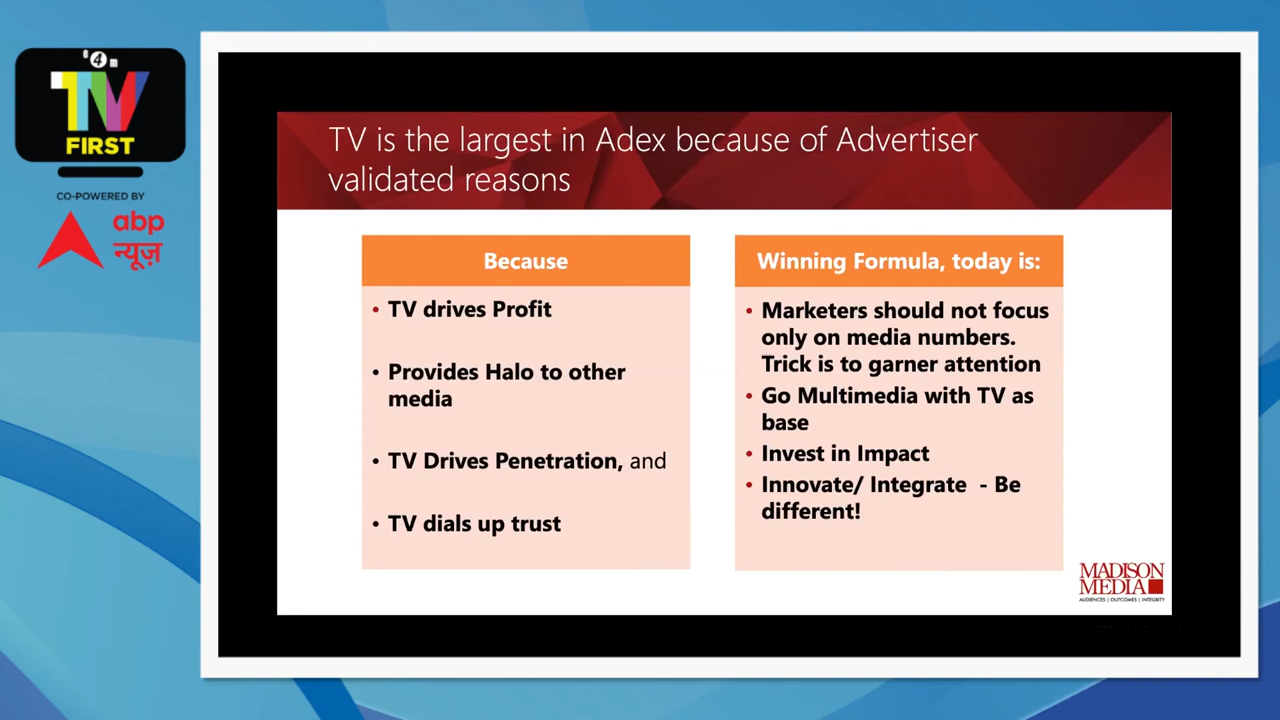 e4m
TV
FIRST
CO-POWERED BY
abp
न्यूज़
TV is the largest in Adex because of Advertiser
validated reasons
Because
• TV drives Profit
• Provides Halo to other
media
• TV Drives Penetration, and
• TV dials up trust
Winning Formula, today is:
• Marketers should not focus
only on media numbers.
Trick is to garner attention
• Go Multimedia with TV as
base
• Invest in Impact
• Innovate/ Integrate - Be
different!
MADISON
MEDIA
AUDIENCES | OUTCOMES | INTEGRITY